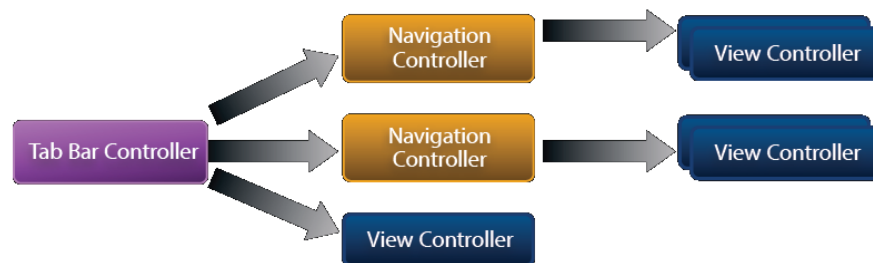 Navigation
Controller
View Controller
Tab Bar Controller
Navigation
Controller
View Controller
View Controller